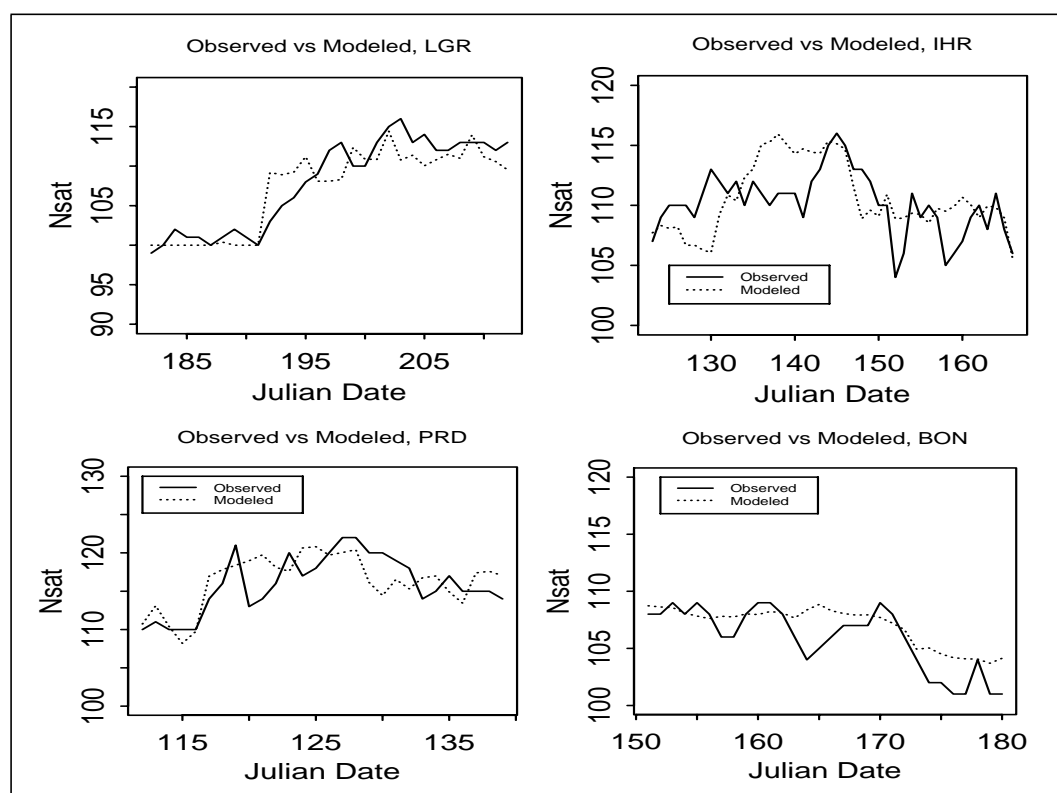 Observed vs Modeled, LGR
Nsat
115
105
95
90
185
195
205
Julian Date
Observed vs Modeled, IHR
Nsat
120
115
110
105
100
Observed
Modeled
130
140
150
160
Julian Date
Observed vs Modeled, PRD
Nsat
130
120
110
100
Observed
Modeled
115
125
135
Julian Date
Observed vs Modeled, BON
Nsat
120
115
110
105
100
Observed
Modeled
150
160
170
180
Julian Date